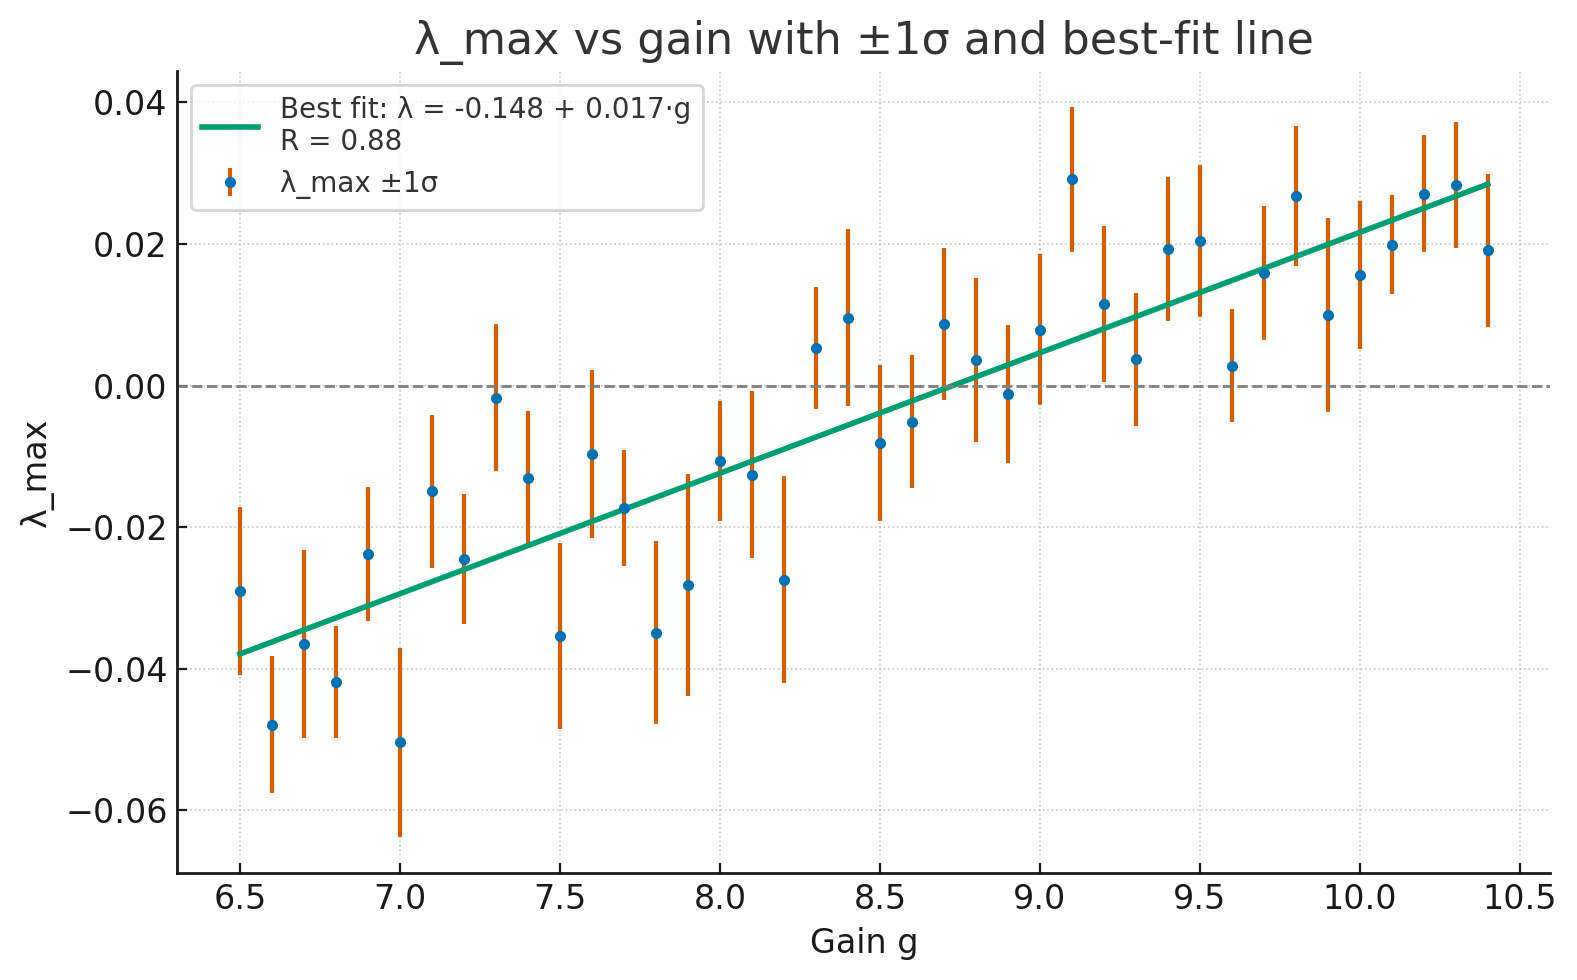 λ_max vs gain with ±1σ and best-fit line
Best fit: λ = -0.148 + 0.017·g
R = 0.88
λ_max ±1σ
0.04
0.02
0.00
−0.02
−0.04
−0.06
λ_max
6.5 7.0 7.5 8.0 8.5 9.0 9.5 10.0 10.5
Gain g